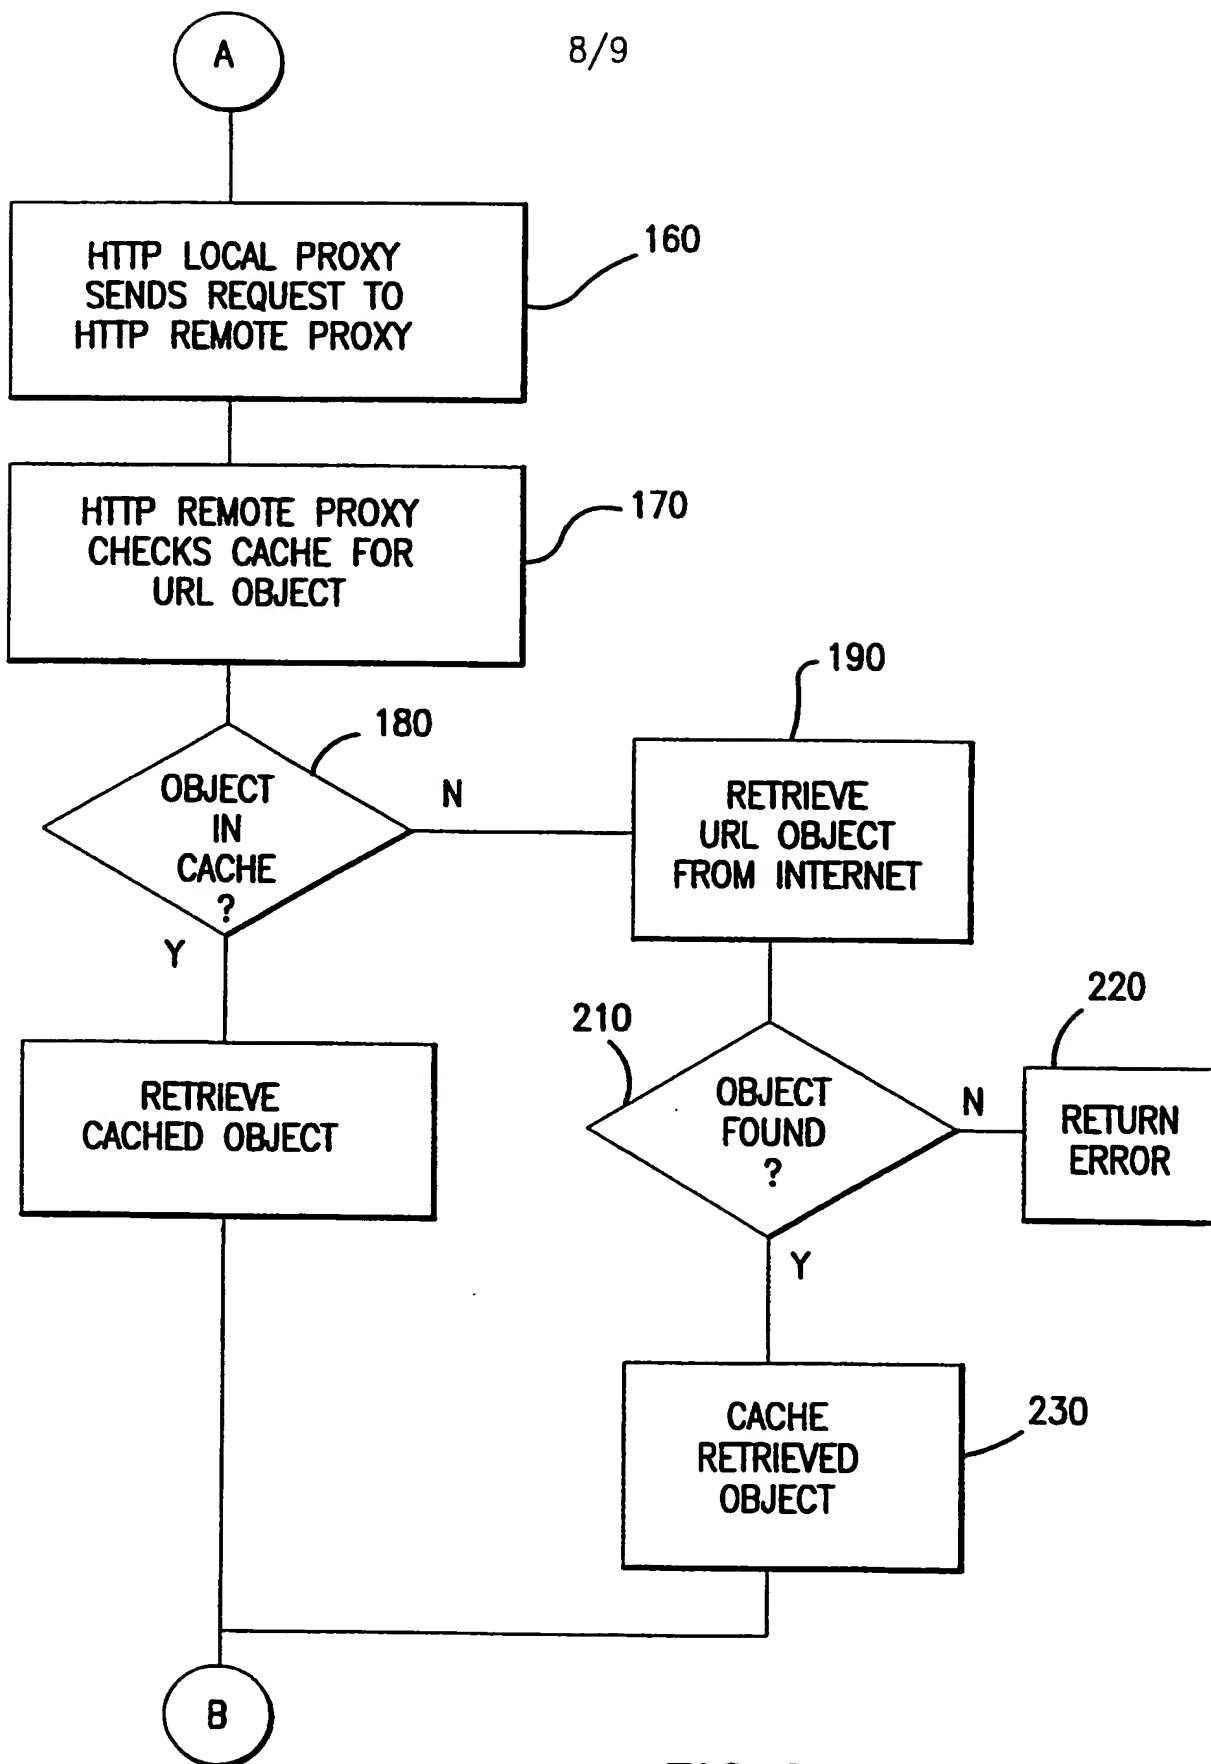 A
8/9
HTTP LOCAL PROXY
SENDS REQUEST TO
HTTP REMOTE PROXY
160
HTTP REMOTE PROXY
CHECKS CACHE FOR
URL OBJECT
170
180
OBJECT
IN
CACHE
?
N
Y
190
RETRIEVE
URL OBJECT
FROM INTERNET
RETRIEVE
CACHED OBJECT
210
OBJECT
FOUND
?
N
Y
220
RETURN
ERROR
CACHE
RETRIEVED
OBJECT
230
B